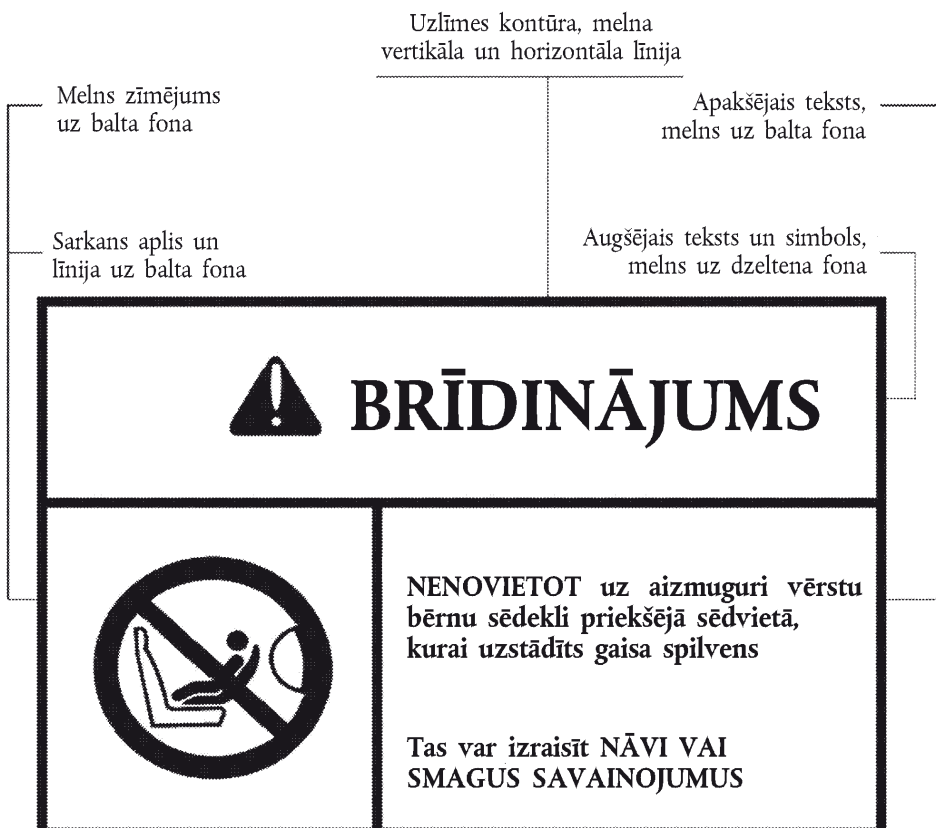 Uzlīmes kontūra, melna
vertikāla un horizontāla līnija
Melns zīmējums
uz balta fona
Apakšējais teksts,
melns uz balta fona
Sarkans aplis un
līnija uz balta fona
Augšējais teksts un simbols,
melns uz dzeltena fona
BRĪDINĀJUMS
NENOVIETOT uz aizmuguri vērstu
bērnu sēdekli priekšējā sēdvietā,
kurai uzstādīts gaisa spilvens
Tas var izraisīt NĀVI VAI
SMAGUS SAVAINOJUMUS